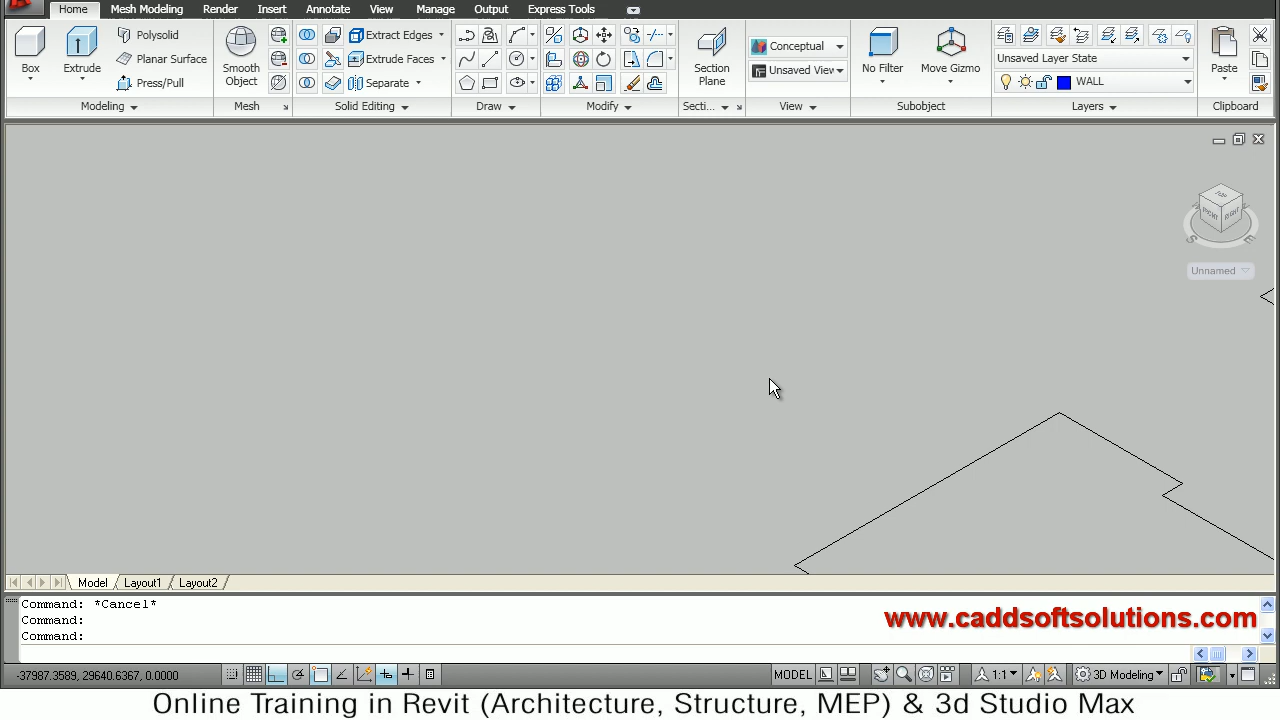 Home Mesh Modeling Render Insert Annotate View Manage Output Express Tools
Box
Extrude
Polysolid
Planar Surface
Press/Pull
Modeling
Smooth
Object
Mesh
Extract Edges
Extrude Faces
Separate
Solid Editing
Draw
Modify
Section
Plane
Secti...
Conceptual
Unsaved View
View
No Filter
Move Gizmo
Subobject
Unsaved Layer State
WALL
Layers
Paste
Clipboard
TOP
RIGHT
S
E
Unnamed
Model Layout1 Layout2
Command: *Cancel*
Command:
Command:
www.caddsoftsolutions.com
-37987.3589, 29640.6367, 0.0000
MODEL
1:1
3D Modeling
Online Training in Revit (Architecture, Structure, MEP) & 3d Studio Max